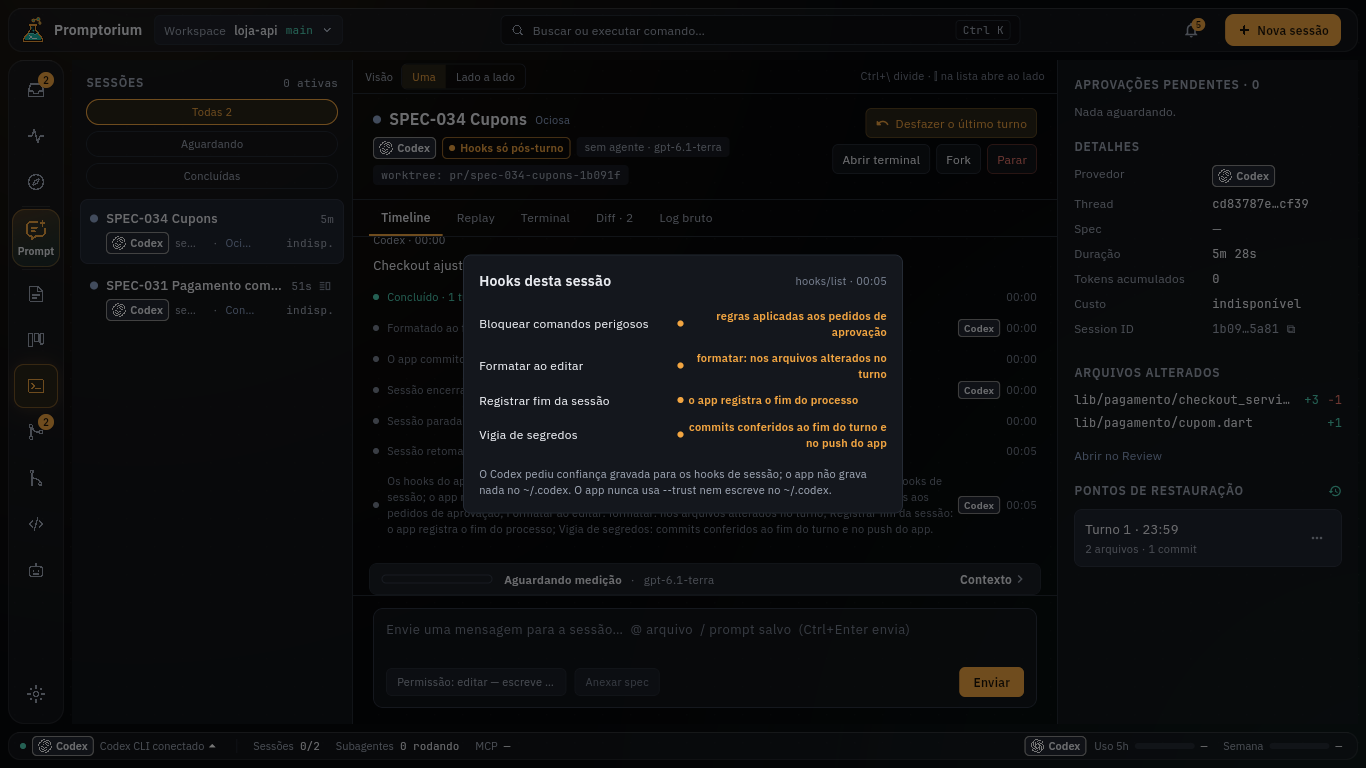 Promptorium
Workspace loja-api main
Buscar ou executar comando...
Ctrl K
5
+ Nova sessão
2
Prompt
2
SESSÕES
0 ativas
Todas 2
Aguardando
Concluídas
SPEC-034 Cupons
5m
Codex
se...
· Oci...
indisp.
SPEC-031 Pagamento com...
51s
Codex
se...
· Con...
indisp.
Visão
Uma
Lado a lado
Ctrl+\ divide · ‖ na lista abre ao lado
SPEC-034 Cupons
Ociosa
Desfazer o último turno
Codex
Hooks só pós-turno
sem agente · gpt-6.1-terra
worktree: pr/spec-034-cupons-1b091f
Abrir terminal
Fork
Parar
Timeline
Replay
Terminal
Diff · 2
Log bruto
Codex · 00:00
Checkout ajust
Concluído · 1 t
00:00
Formatado ao
Codex
00:00
O app commito
00:00
Sessão encerra
Codex
00:00
Sessão parada
00:00
Sessão retoma
00:05
Hooks desta sessão
hooks/list · 00:05
Bloquear comandos perigosos
regras aplicadas aos pedidos de
aprovação
Formatar ao editar
formatar: nos arquivos alterados no
turno
Registrar fim da sessão
o app registra o fim do processo
Vigia de segredos
commits conferidos ao fim do turno e
no push do app
O Codex pediu confiança gravada para os hooks de sessão; o app não grava
nada no ~/.codex. O app nunca usa --trust nem escreve no ~/.codex.
Os hooks do ap
ooks de
sessão; o app n
s aos
pedidos de aprovação; Formatar ao editar: formatar: nos arquivos alterados no turno; Registrar fim da sessão:
o app registra o fim do processo; Vigia de segredos: commits conferidos ao fim do turno e no push do app.
Codex
00:05
Aguardando medição · gpt-6.1-terra
Contexto
Envie uma mensagem para a sessão... @ arquivo / prompt salvo (Ctrl+Enter envia)
Permissão: editar — escreve ...
Anexar spec
Enviar
APROVAÇÕES PENDENTES · 0
Nada aguardando.
DETALHES
Provedor
Codex
Thread
cd83787e…cf39
Spec
—
Duração
5m 28s
Tokens acumulados
0
Custo
indisponível
Session ID
1b09…5a81
ARQUIVOS ALTERADOS
lib/pagamento/checkout_servi…
+3 -1
lib/pagamento/cupom.dart
+1
Abrir no Review
PONTOS DE RESTAURAÇÃO
Turno 1 · 23:59
2 arquivos · 1 commit
Codex
Codex CLI conectado
Sessões 0/2
Subagentes 0 rodando
MCP —
Codex
Uso 5h
—
Semana
—